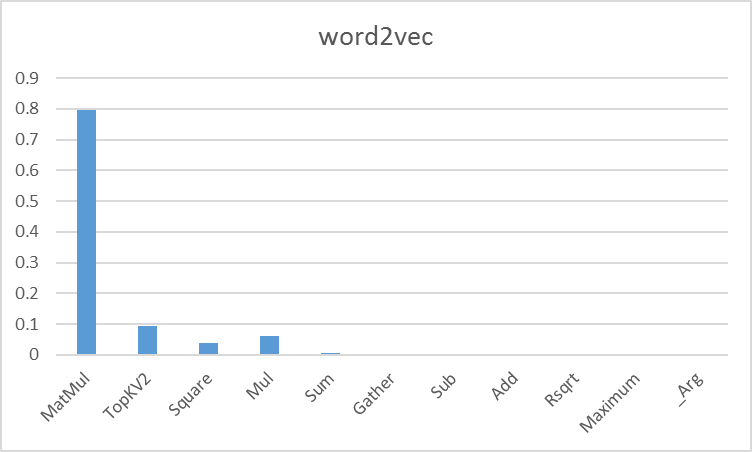 word2vec
0.9
0.8
0.7
0.6
0.5
0.4
0.3
0.2
0.1
0
MatMul
TopKV2
Square
Mul
Sum
Gather
Sub
Add
Rsqrt
Maximum
_Arg